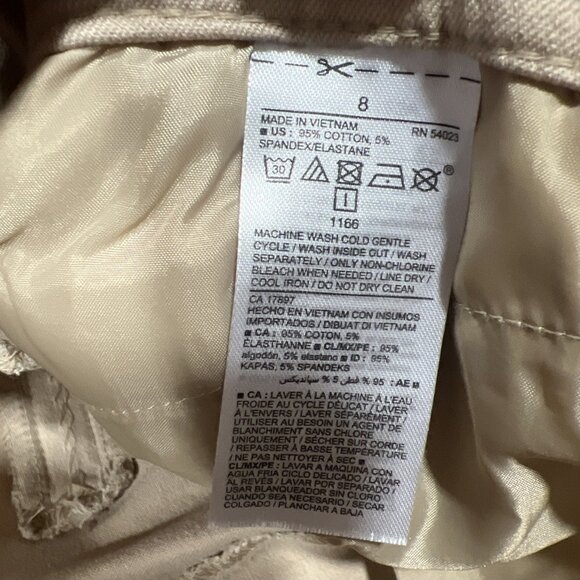 8
MADE IN VIETNAM RN 54023
■ US : 95% COTTON, 5%
SPANDEX/ELASTANE
30
®
1166
MACHINE WASH COLD GENTLE
CYCLE / WASH INSIDE OUT / WASH
SEPARATELY / ONLY NON-CHLORINE
BLEACH WHEN NEEDED / LINE DRY /
COOL IRON / DO NOT DRY CLEAN
CA 17897
HECHO EN VIETNAM CON INSUMOS
IMPORTADOS / DIBUAT DI VIETNAM
■ CA : 95% COTON, 5%
ÉLASTHANNE ■ CL/MX/PE : 95%
algodón, 5% elastano ■ ID : 95%
KAPAS, 5% SPANDEKS
■ AE : 95 % قطن 5 % سباندیکس
■ CA : LAVER À LA MACHINE À L'EAU
FROIDE AU CYCLE DÉLICAT / LAVER
À L'ENVERS / LAVER SÉPARÉMENT /
UTILISER AU BESOIN UN AGENT DE
BLANCHIMENT SANS CHLORE
UNIQUEMENT / SÉCHER SUR CORDE
/ REPASSER À BASSE TEMPÉRATURE
/ NE PAS NETTOYER À SEC ■
CL/MX/PE : LAVAR A MAQUINA CON
AGUA FRIA CICLO DELICADO / LAVAR
AL REVÉS / LAVAR POR SEPARADO /
USAR BLANQUEADOR SIN CLORO
CUANDO SEA NECESARIO / SECAR
COLGADO / PLANCHAR A BAJA